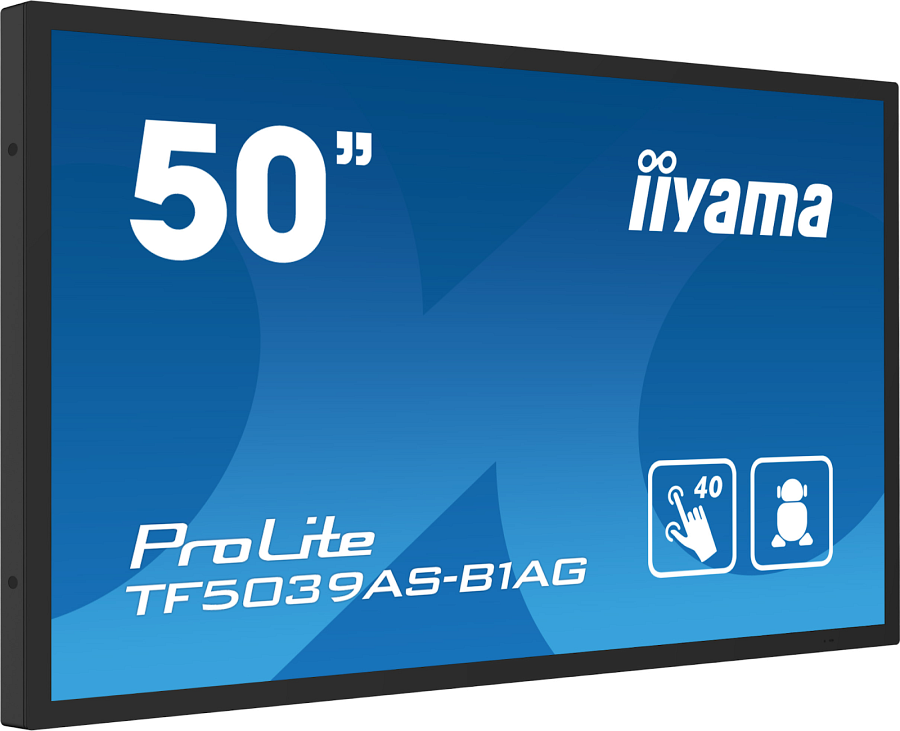 50”
iiyama
40
ProLite
TF5039AS-B1AG